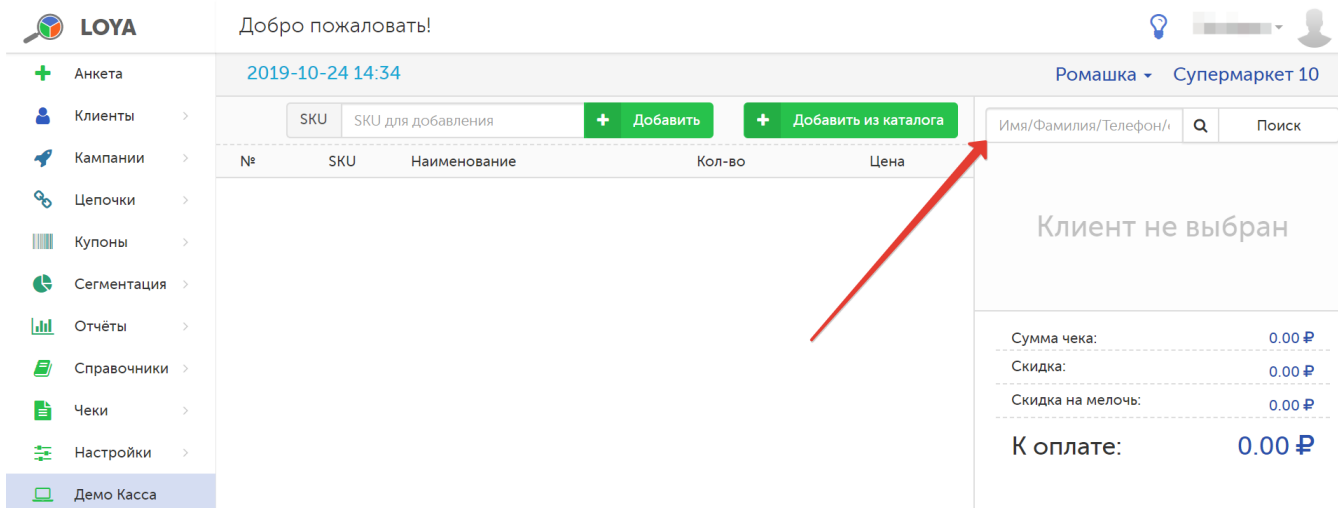 LOYA
Добро пожаловать!
Анкета
Клиенты
Кампании
Цепочки
Купоны
Сегментация
Отчёты
Справочники
Чеки
Настройки
Демо Касса
2019-10-24 14:34
Ромашка
Супермаркет 10
SKU
SKU для добавления
Добавить
Добавить из каталога
№ SKU Наименование Кол-во Цена
Имя/Фамилия/Телефон/
Поиск
Клиент не выбран
Сумма чека: 0.00 ₽
Скидка: 0.00 ₽
Скидка на мелочь: 0.00 ₽
К оплате: 0.00 ₽